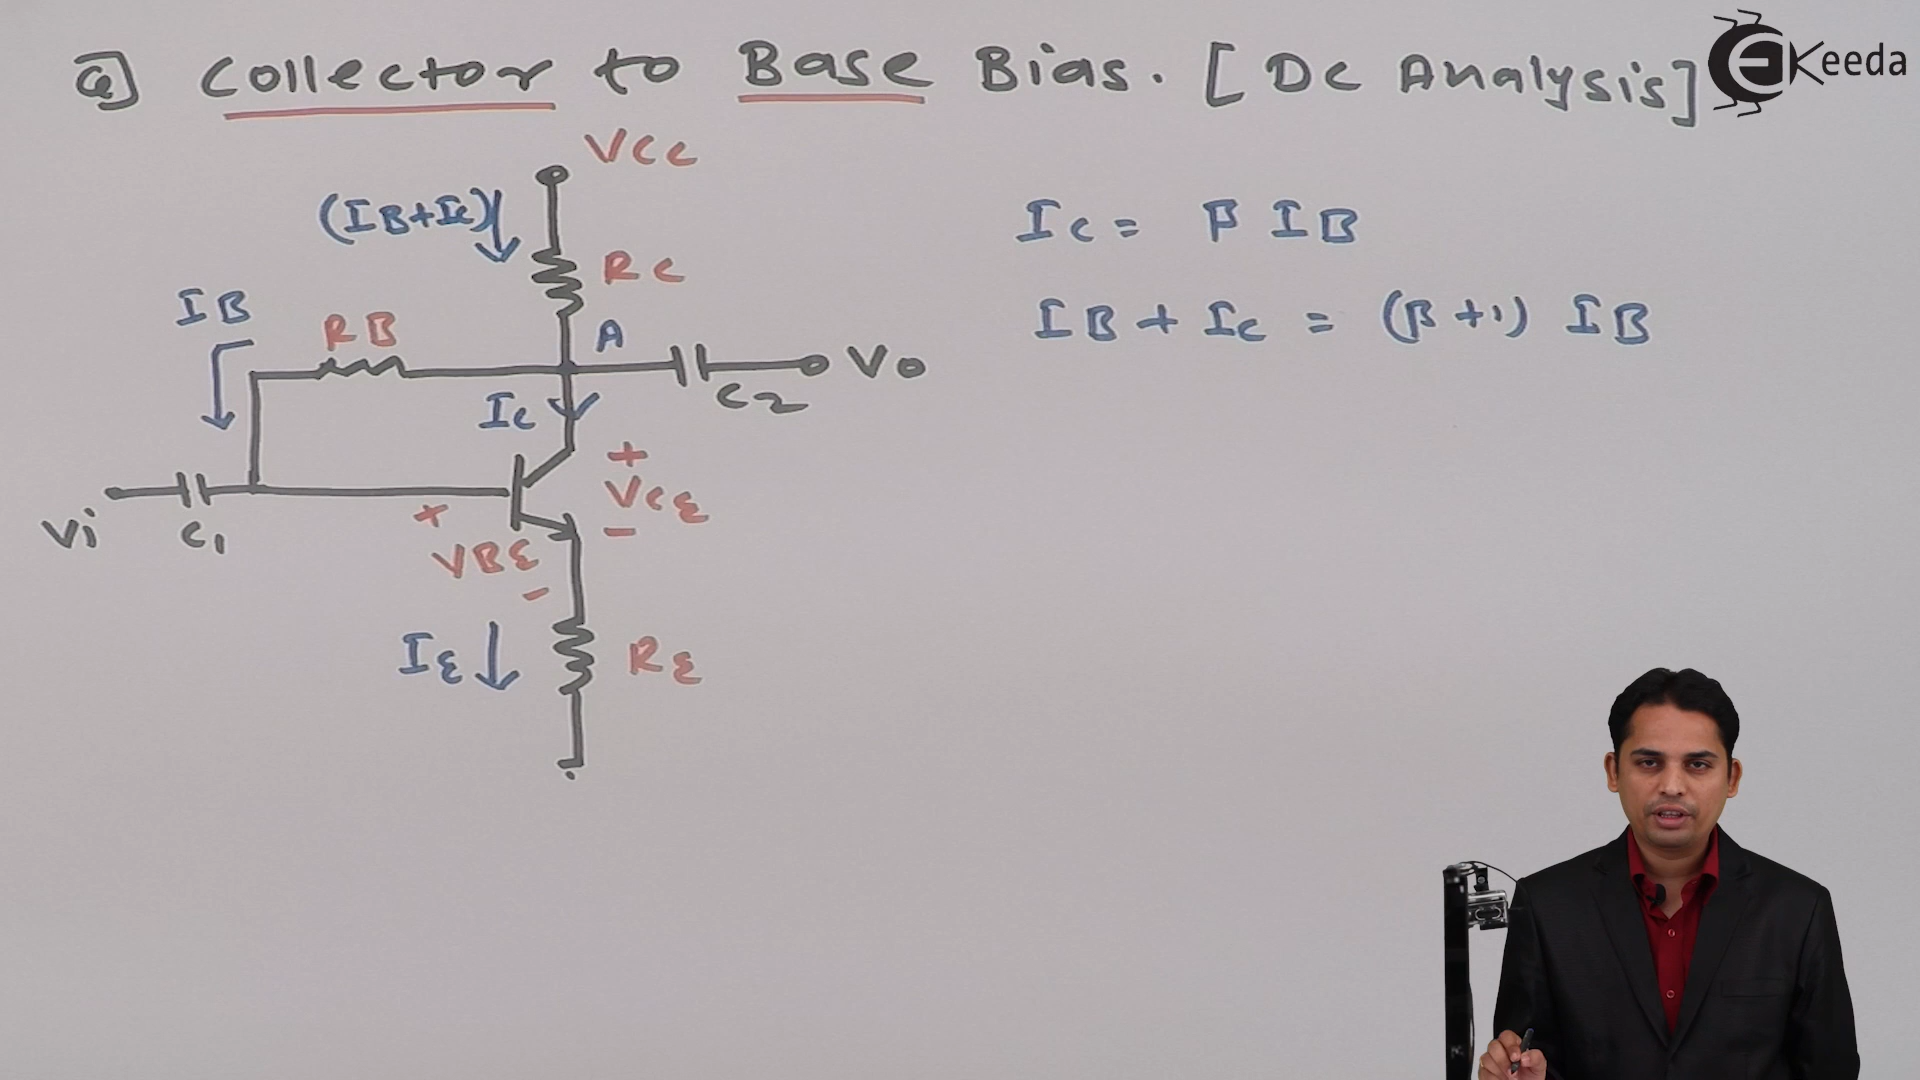 Q] Collector to Base Bias. [DC Analysis]
EKeeda
VCC
(IB+IC)
RC
IC = β IB
IB
RB
A
IB + IC = (β+1) IB
Vo
C2
IC
+
VCE
-
Vi
C1
+
VBE
-
IE
RE